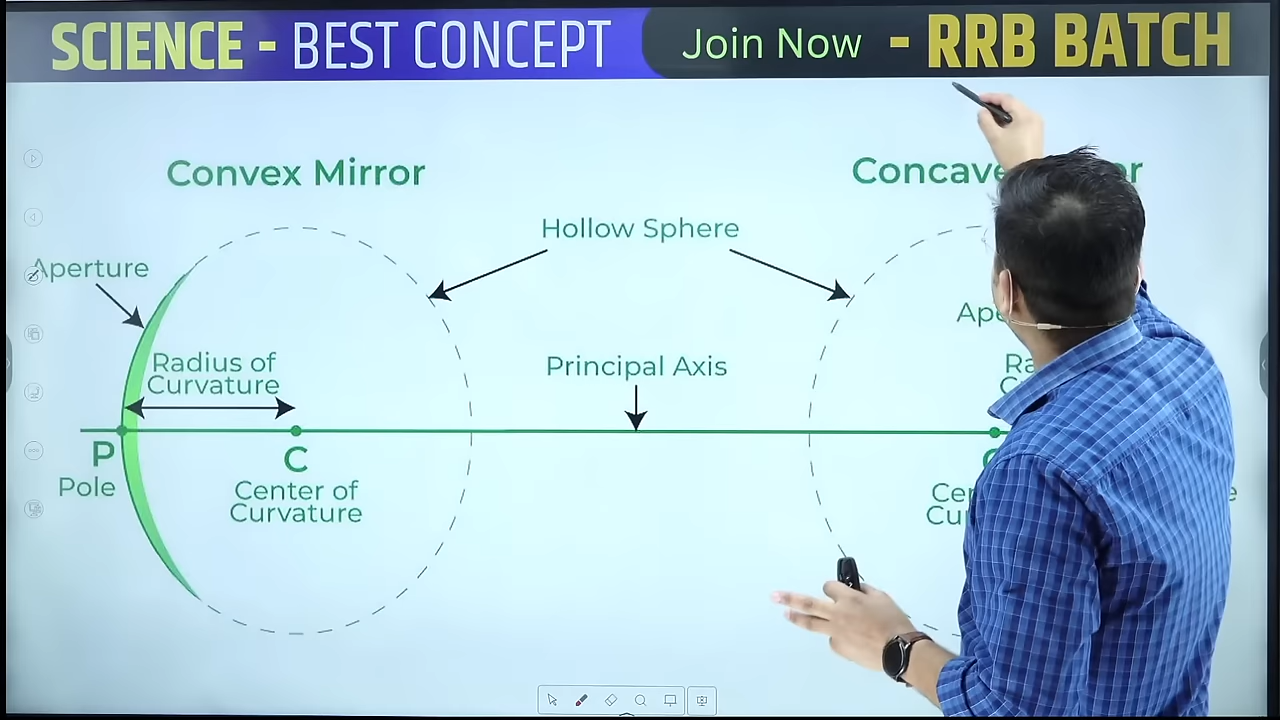 SCIENCE - BEST CONCEPT Join Now - RRB BATCH
Convex Mirror
Concave
Hollow Sphere
Aperture
Radius of
Curvature
Principal Axis
P
Pole
C
Center of
Curvature